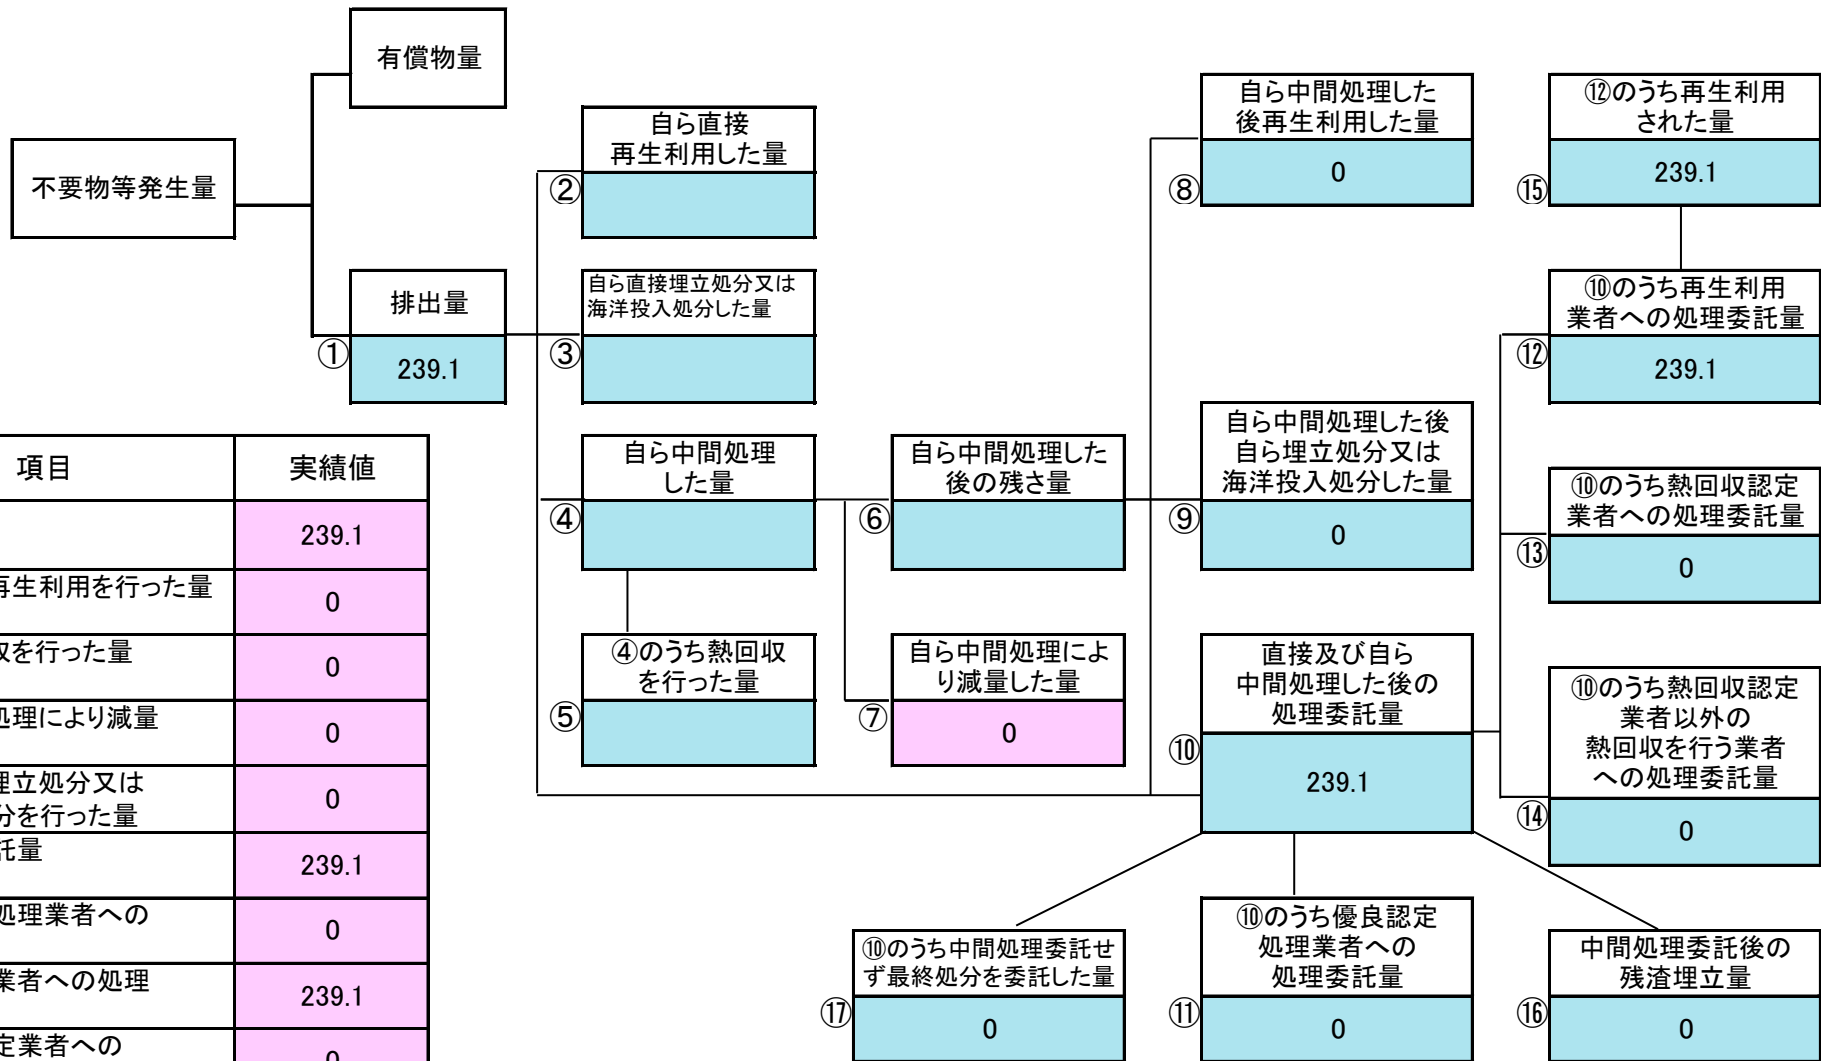 有償物量
不要物等発生量
排出量
①
239.1
自ら直接
再生利用した量
②
自ら直接埋立処分又は
海洋投入処分した量
③
自ら中間処理
した量
④
④のうち熱回収
を行った量
⑤
自ら中間処理した
後の残さ量
⑥
自ら中間処理によ
り減量した量
⑦
0
自ら中間処理した
後再生利用した量
⑧
0
自ら中間処理した後
自ら埋立処分又は
海洋投入処分した量
⑨
0
直接及び自ら
中間処理した後の
処理委託量
⑩
239.1
⑫のうち再生利用
された量
⑮
239.1
⑩のうち再生利用
業者への処理委託量
⑫
239.1
⑩のうち熱回収認定
業者への処理委託量
⑬
0
⑩のうち熱回収認定
業者以外の
熱回収を行う業者
への処理委託量
⑭
0
⑩のうち中間処理委託せ
ず最終処分を委託した量
⑰
0
⑩のうち優良認定
処理業者への
処理委託量
⑪
0
中間処理委託後の
残渣埋立量
⑯
0
項目
実績値
239.1
再生利用を行った量
0
収を行った量
0
処理により減量
0
埋立処分又は
分を行った量
0
託量
239.1
処理業者への
0
業者への処理
239.1
定業者への
0